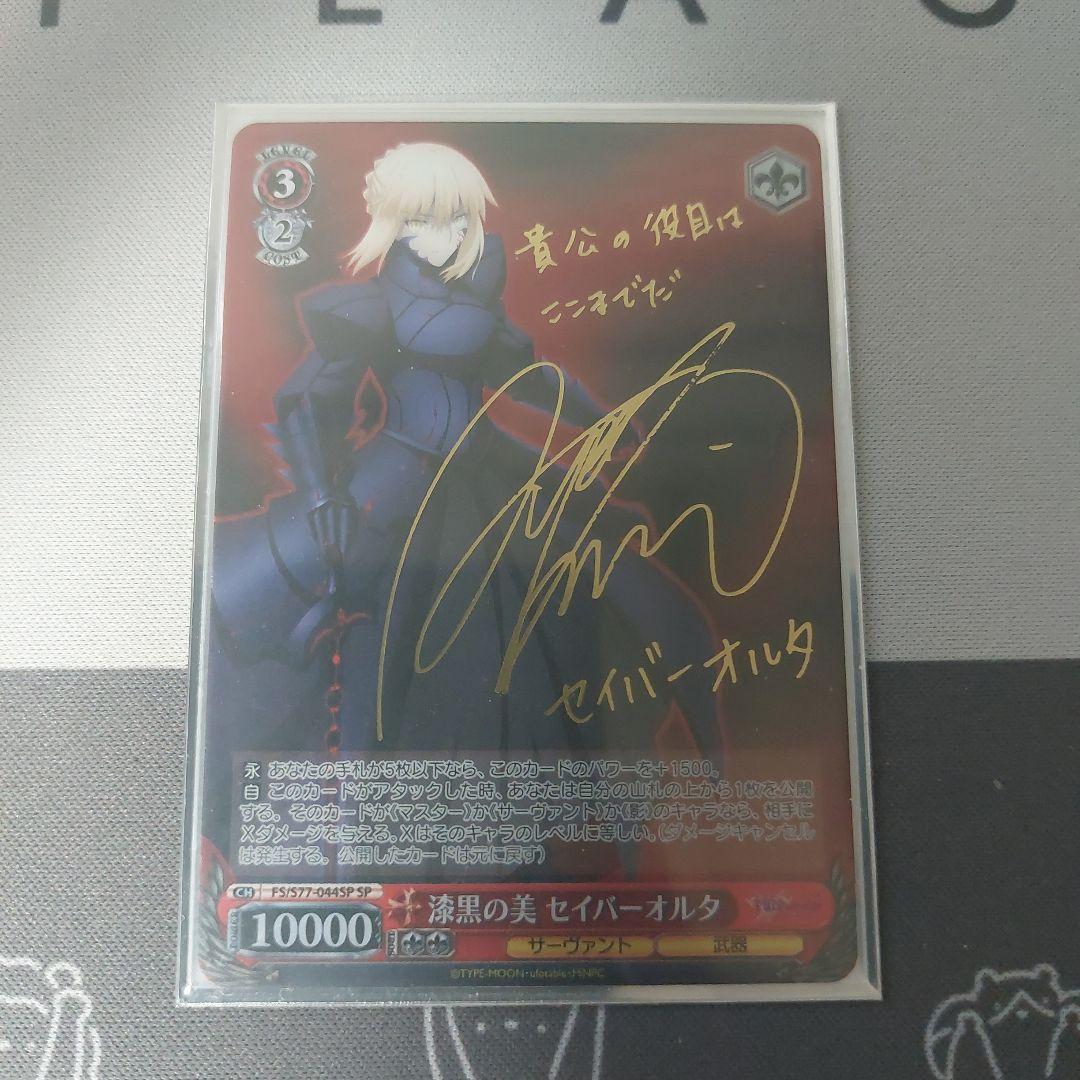 LEVEL
3
2
COST
貴公の役目は
ここまでだ
セイバーオルタ
永 あなたの手札が5枚以下なら、このカードのパワーを+1500。
自 このカードがアタックした時、あなたは自分の山札の上から1枚を公開
する。そのカードが《マスター》か《サーヴァント》か《影》のキャラなら、相手に
Xダメージを与える。Xはそのキャラのレベルに等しい。(ダメージキャンセル
は発生する。公開したカードは元に戻す)
CH FS/S77-044SP SP
10000 漆黒の美 セイバーオルタ
サーヴァント 武器
©TYPE-MOON・ufotable・FSNPC